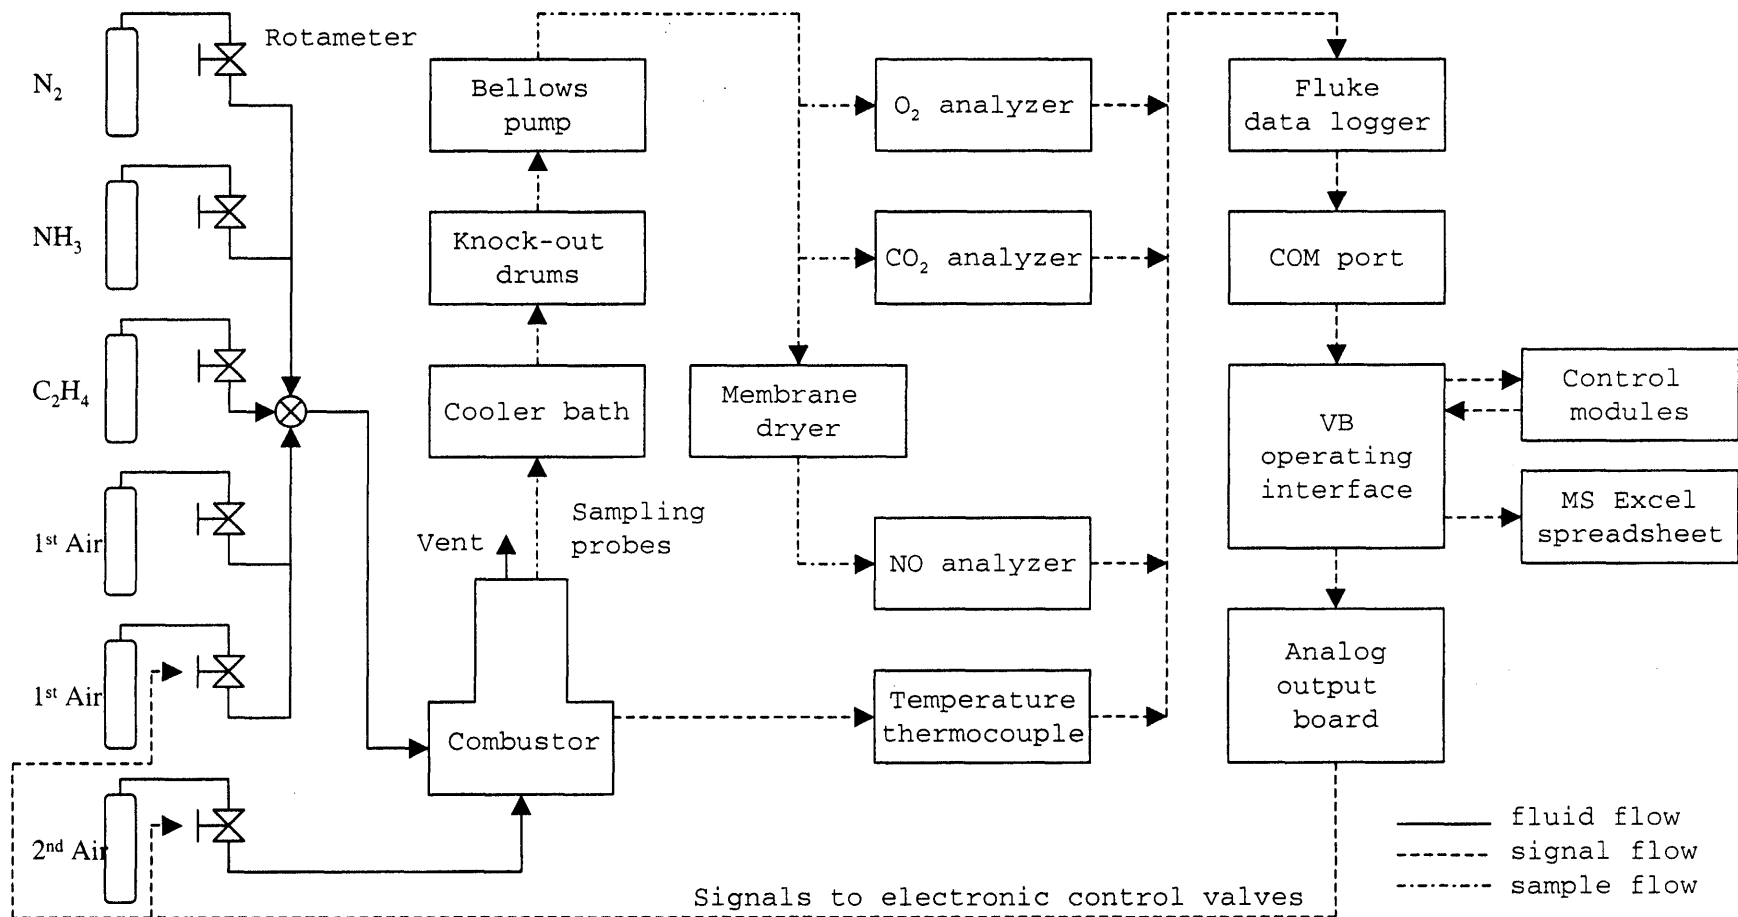 N₂
Rotameter
NH₃
C₂H₄
1ˢᵗ Air
1ˢᵗ Air
2ⁿᵈ Air
Bellows
pump
Knock-out
drums
Cooler bath
Vent
Sampling
probes
Combustor
O₂ analyzer
CO₂ analyzer
Membrane
dryer
NO analyzer
Temperature
thermocouple
Fluke
data logger
COM port
VB
operating
interface
Control
modules
MS Excel
spreadsheet
Analog
output
board
Signals to electronic control valves
fluid flow
signal flow
sample flow